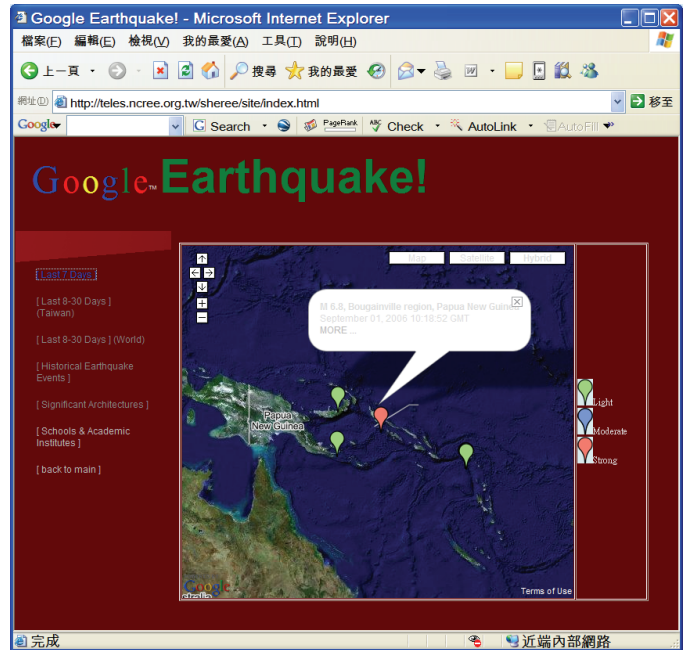 Google Earthquake! - Microsoft Internet Explorer
檔案(F) 編輯(E) 檢視(V) 我的最愛(A) 工具(T) 說明(H)
上一頁 搜尋 我的最愛
網址(D) http://teles.ncree.org.tw/sheree/site/index.html 移至
Google Search PageRank ABC Check AutoLink AutoFill
Google™ Earthquake!
[ Last 7 Days ]
[ Last 8-30 Days ]
(Taiwan)
[ Last 8-30 Days ] (World)
[ Historical Earthquake
Events ]
[ Significant Architectures ]
[ Schools & Academic
Institutes ]
[ back to main ]
Map Satellite Hybrid
M 6.8, Bougainville region, Papua New Guinea
September 01, 2006 10:18:52 GMT
MORE ...
Papua
New Guinea
Light
Moderate
Strong
Google
stralia
Terms of Use
完成 近端內部網路